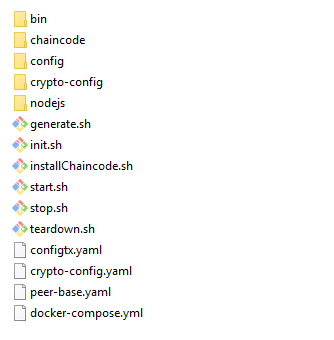 bin
chaincode
config
crypto-config
nodejs
generate.sh
init.sh
installChaincode.sh
start.sh
stop.sh
teardown.sh
configtx.yaml
crypto-config.yaml
peer-base.yaml
docker-compose.yml